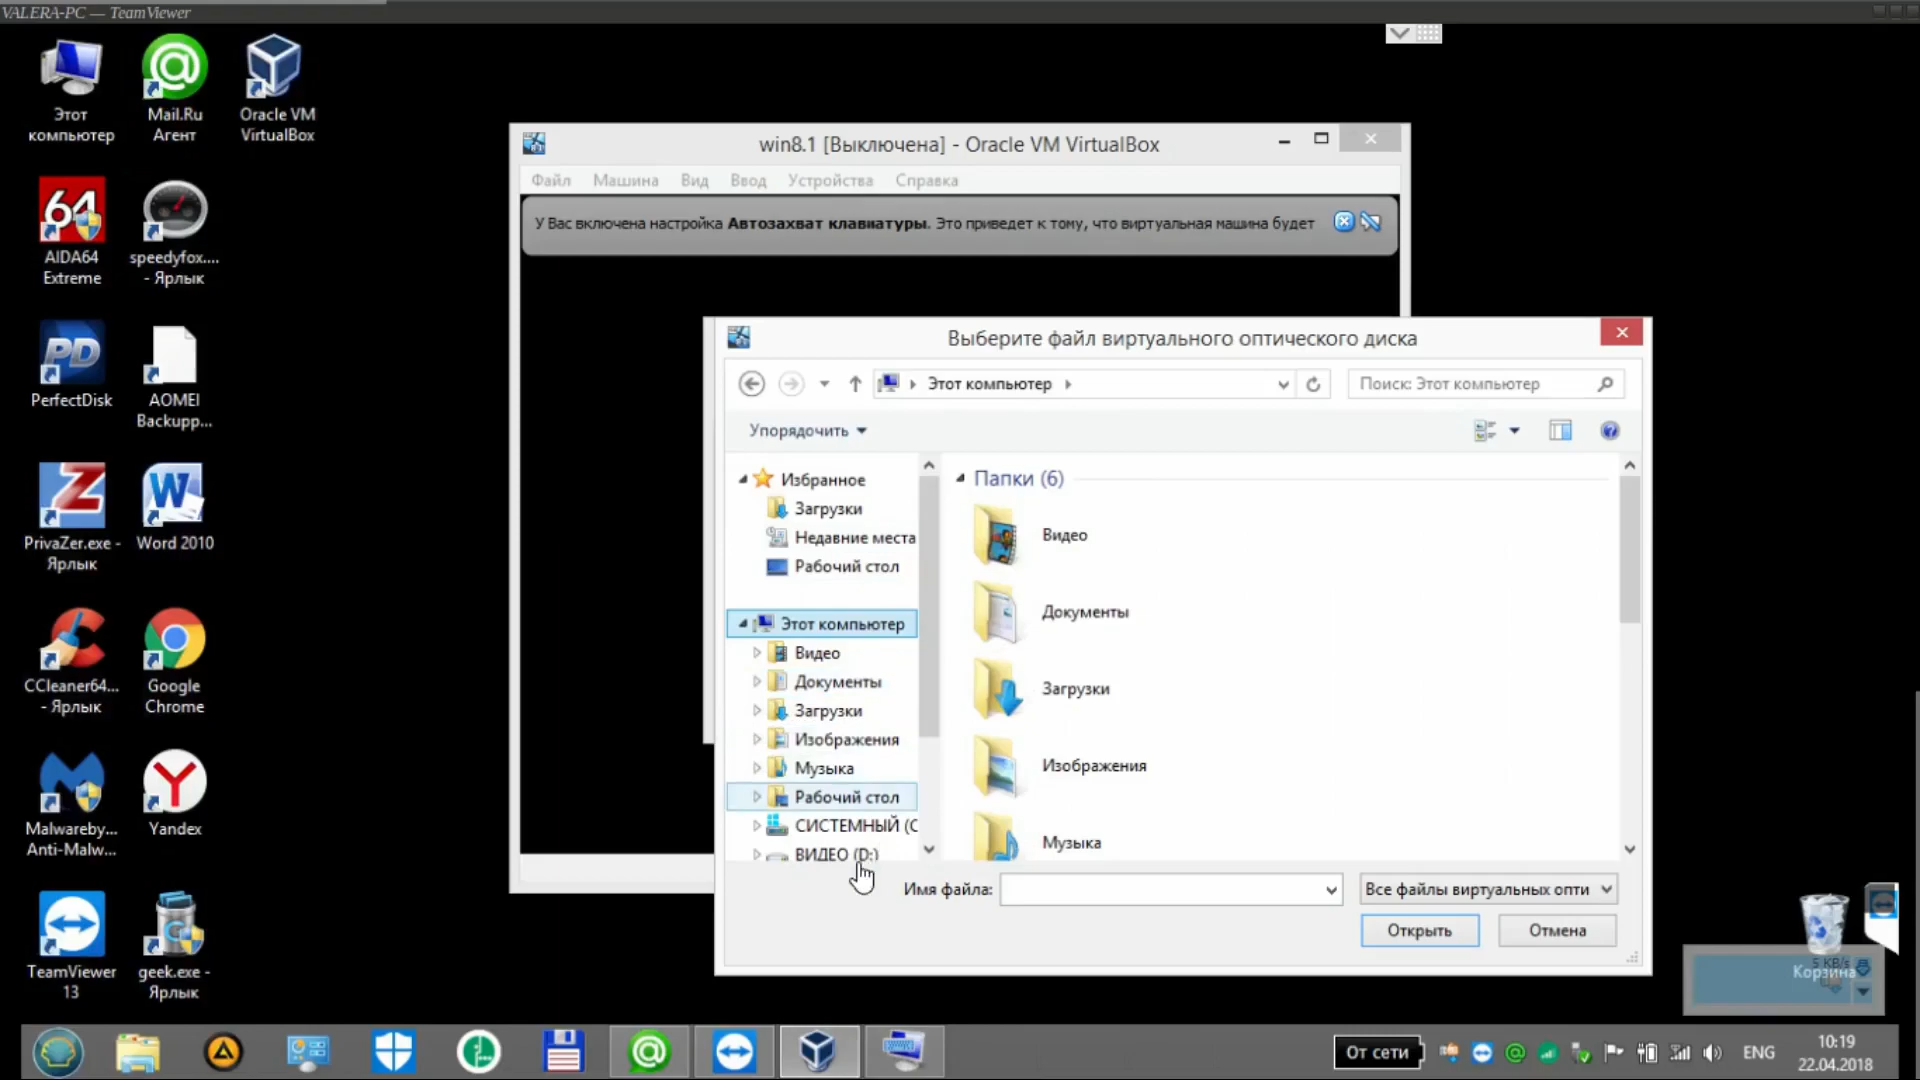 VALERA-PC — TeamViewer
Этот
компьютер
Mail.Ru
Агент
Oracle VM
VirtualBox
AIDA64
Extreme
speedyfox....
- Ярлык
PerfectDisk
AOMEI
Backupp...
PrivaZer.exe -
Ярлык
Word 2010
CCleaner64...
- Ярлык
Google
Chrome
Malwareby...
Anti-Malw...
Yandex
TeamViewer
13
geek.exe -
Ярлык
win8.1 [Выключена] - Oracle VM VirtualBox
Файл Машина Вид Ввод Устройства Справка
У Вас включена настройка Автозахват клавиатуры. Это приведет к тому, что виртуальная машина будет
Выберите файл виртуального оптического диска
Этот компьютер
Поиск: Этот компьютер
Упорядочить
Избранное
Загрузки
Недавние места
Рабочий стол
Этот компьютер
Видео
Документы
Загрузки
Изображения
Музыка
Рабочий стол
СИСТЕМНЫЙ (C
ВИДЕО (D:)
Папки (6)
Видео
Документы
Загрузки
Изображения
Музыка
Имя файла:
Все файлы виртуальных опти
Открыть
Отмена
5 KB/s
Корзина
От сети
ENG
10:19
22.04.2018
64
PD
Z
W